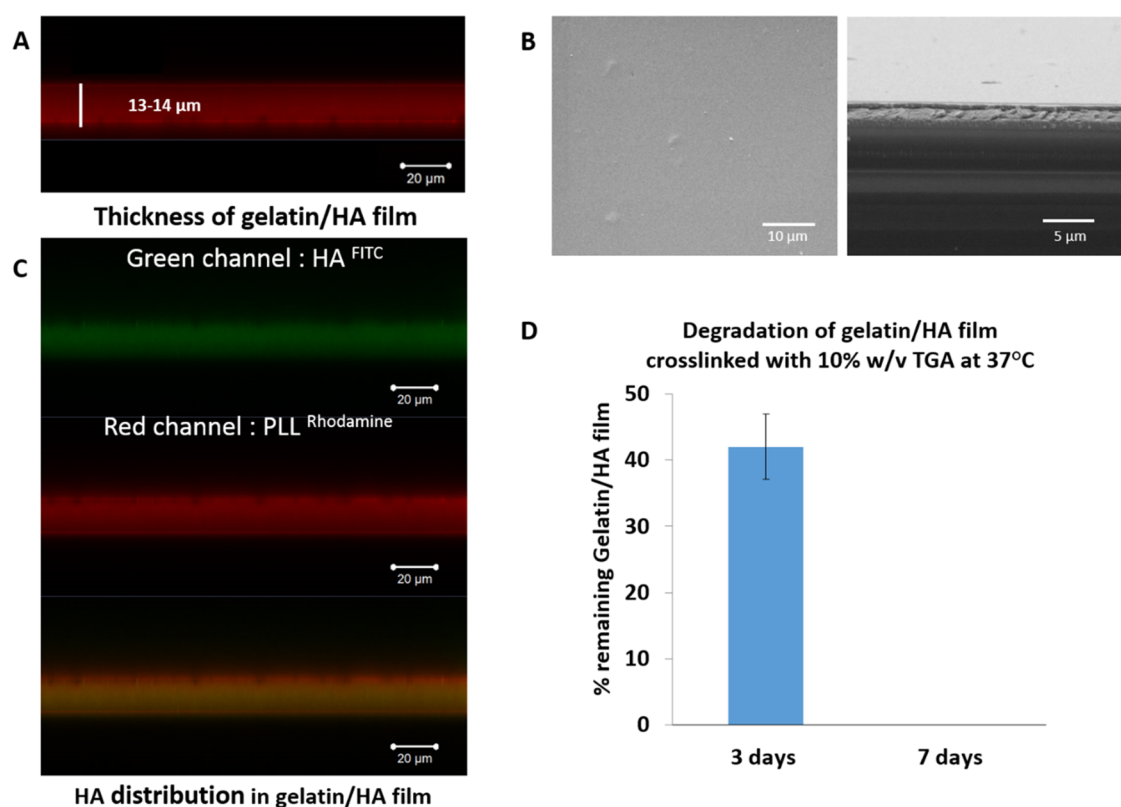 A
13-14 µm
20 µm
Thickness of gelatin/HA film
B
10 µm
5 µm
C
Green channel : HA FITC
20 µm
Red channel : PLL Rhodamine
20 µm
20 µm
HA distribution in gelatin/HA film
D
Degradation of gelatin/HA film
crosslinked with 10% w/v TGA at 37°C
% remaining Gelatin/HA film
50
40
30
20
10
0
3 days
7 days